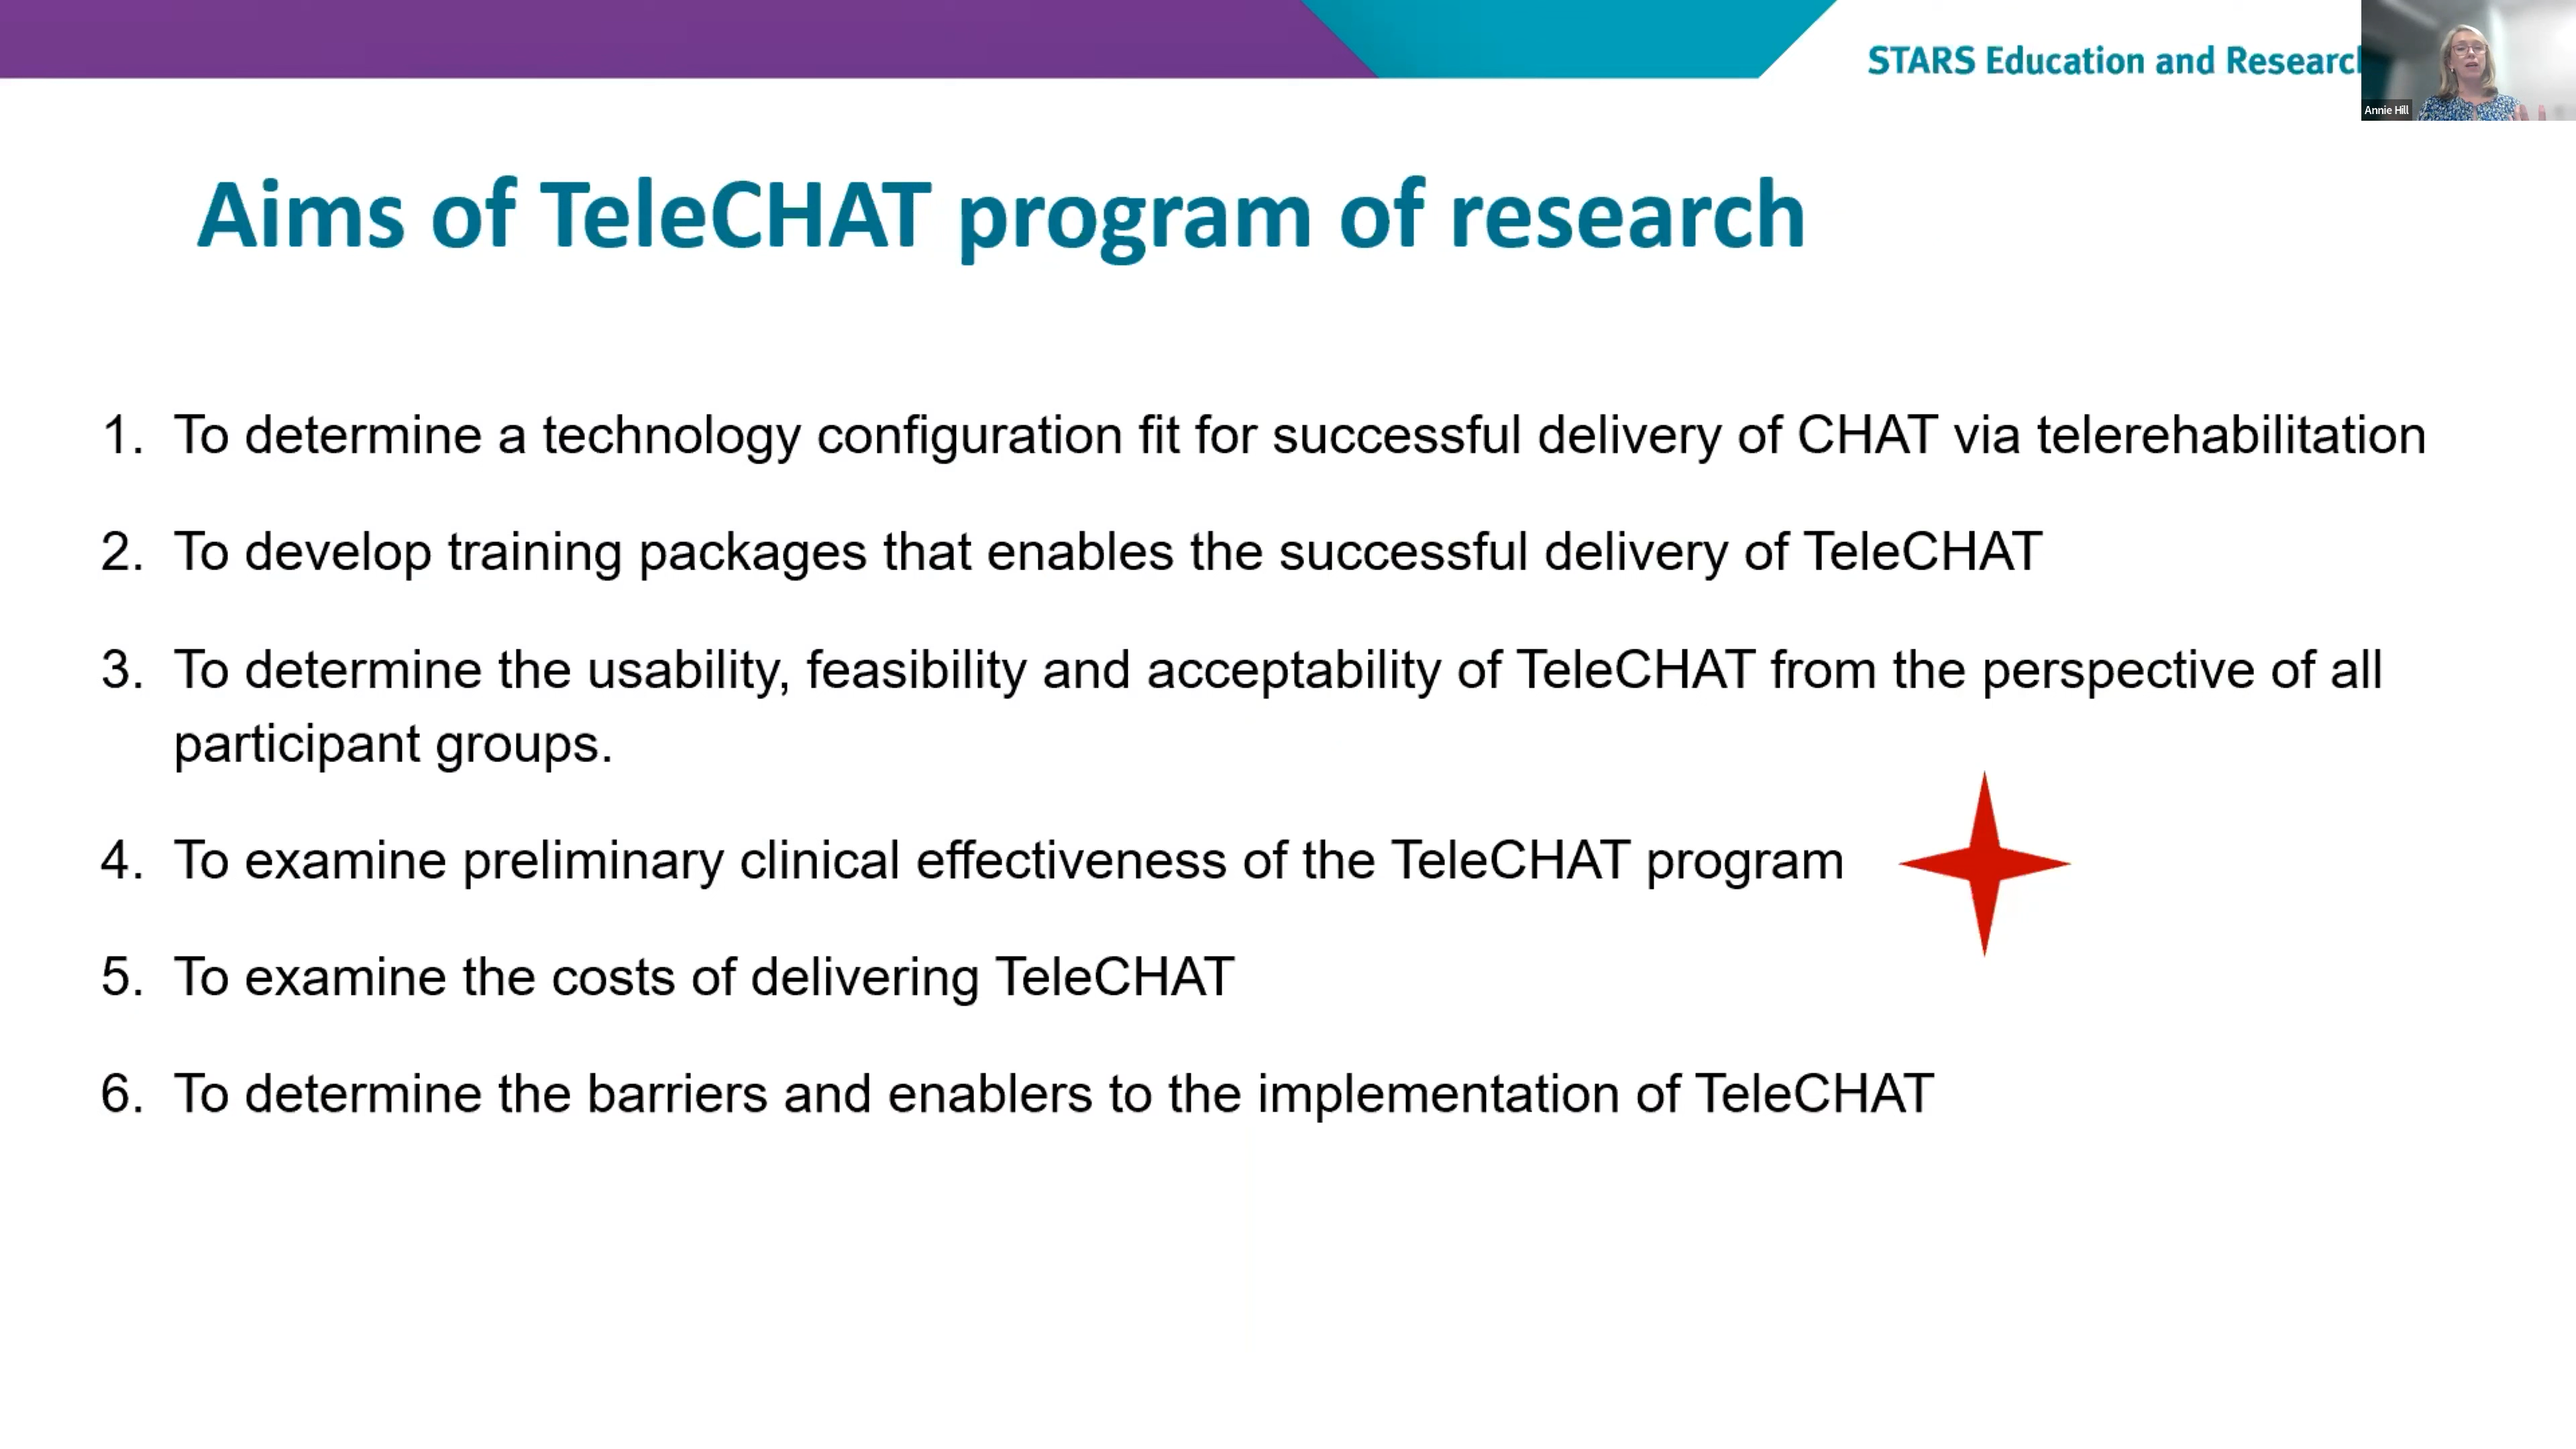 STARS Education and Researc
Annie Hill
Aims of TeleCHAT program of research
1. To determine a technology configuration fit for successful delivery of CHAT via telerehabilitation
2. To develop training packages that enables the successful delivery of TeleCHAT
3. To determine the usability, feasibility and acceptability of TeleCHAT from the perspective of all
participant groups.
4. To examine preliminary clinical effectiveness of the TeleCHAT program
5. To examine the costs of delivering TeleCHAT
6. To determine the barriers and enablers to the implementation of TeleCHAT